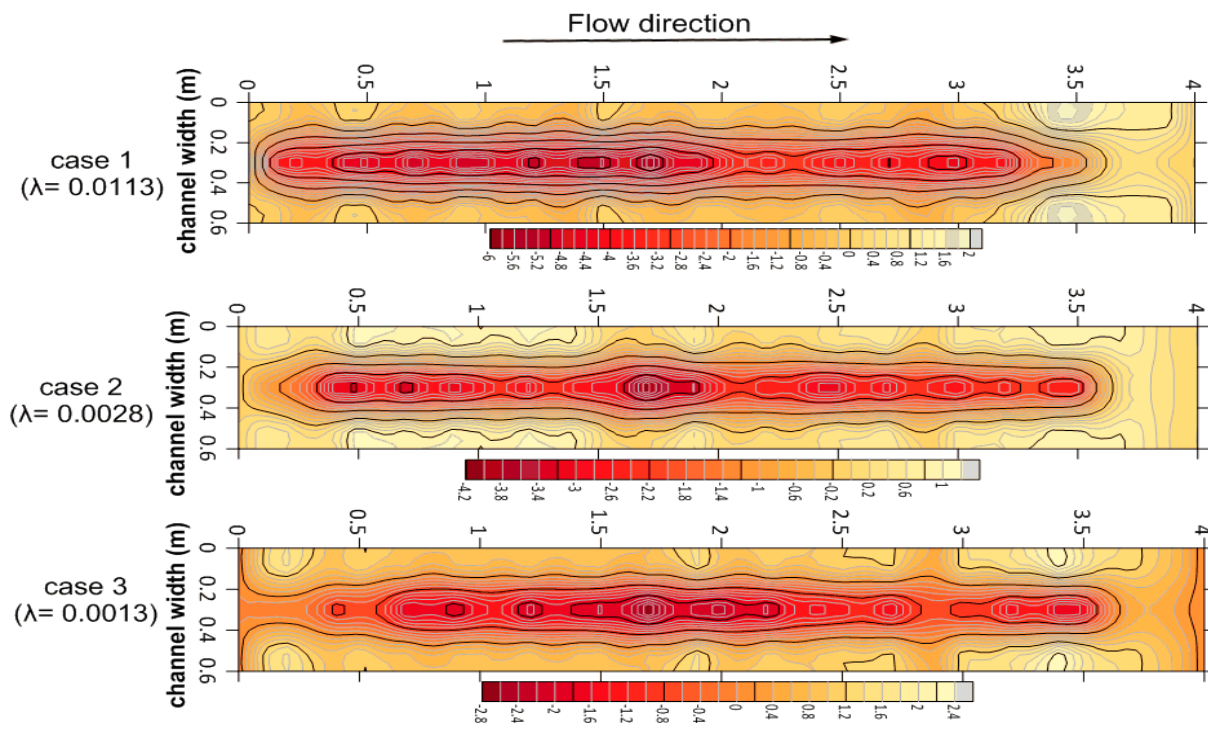 Flow direction
0 0.5 1 1.5 2 2.5 3 3.5 4
channel width (m)
0 0.2 0.4 0.6
case 1
(λ= 0.0113)
-6 -5.6 -5.2 -4.8 -4.4 -4 -3.6 -3.2 -2.8 -2.4 -2 -1.6 -1.2 -0.8 -0.4 0 0.4 0.8 1.2 1.6 2
0 0.5 1 1.5 2 2.5 3 3.5 4
channel width (m)
0 0.2 0.4 0.6
case 2
(λ= 0.0028)
-4.2 -3.8 -3.4 -3 -2.6 -2.2 -1.8 -1.4 -1 -0.6 -0.2 0.2 0.6 1
0 0.5 1 1.5 2 2.5 3 3.5 4
channel width (m)
0 0.2 0.4 0.6
case 3
(λ= 0.0013)
-2.8 -2.4 -2 -1.6 -1.2 -0.8 -0.4 0 0.4 0.8 1.2 1.6 2 2.4